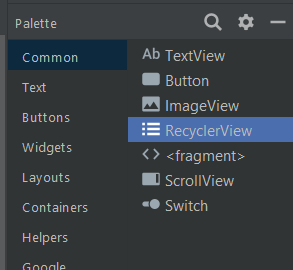 Palette
Common
Text
Buttons
Widgets
Layouts
Containers
Helpers
Google
Ab TextView
Button
ImageView
RecyclerView
<> <fragment>
ScrollView
Switch